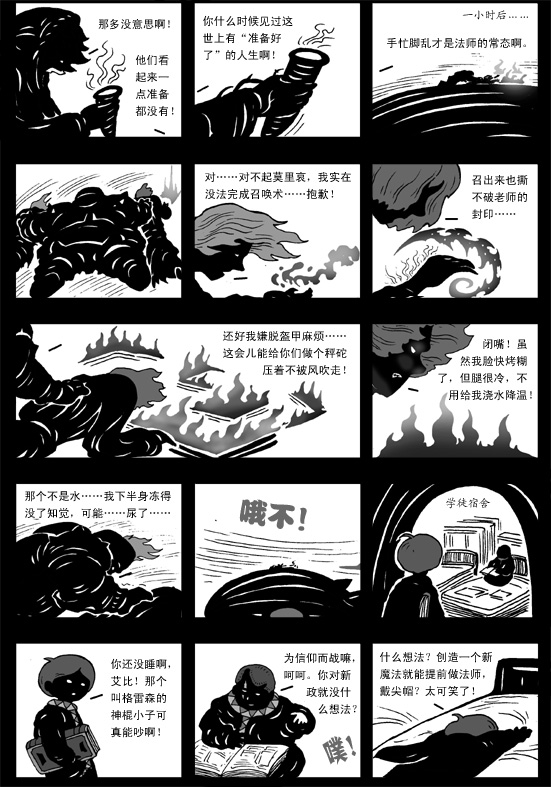 那多没意思啊！
他们看
起来一
点准备
都没有！
你什么时候见过这
世上有“准备好
了”的人生啊！
一小时后……
手忙脚乱才是法师的常态啊。
对……对不起莫里哀，我实在
没法完成召唤术……抱歉！
召出来也撕
不破老师的
封印……
还好我嫌脱盔甲麻烦……
这会儿能给你们做个秤砣
压着不被风吹走！
闭嘴！虽
然我脸快烤糊
了，但腿很冷，不
用给我浇水降温！
那个不是水……我下半身冻得
没了知觉，可能……尿了……
哦不！
学徒宿舍
你还没睡啊，
艾比！那个
叫格雷森的
神棍小子可
真能吵啊！
为信仰而战嘛，
呵呵。你对新
政就没什
么想法？
噗！
什么想法？创造一个新
魔法就能提前做法师，
戴尖帽？太可笑了！